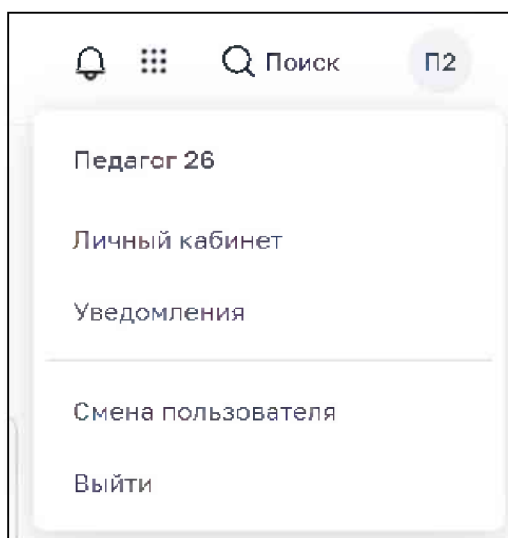 Поиск П2
Педагог 26
Личный кабинет
Уведомления
Смена пользователя
Выйти